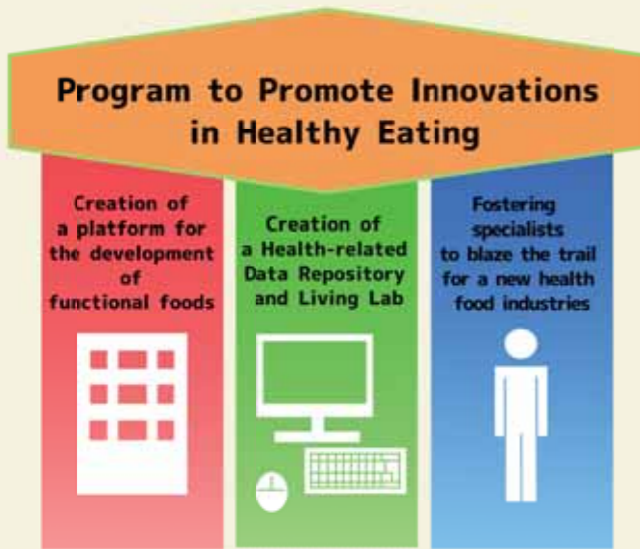 Program to Promote Innovations
in Healthy Eating
Creation of
a platform for
the development
of
functional foods
Creation of
a Health-related
Data Repository
and Living Lab
Fostering
specialists
to blaze the trail
for a new health
food industries